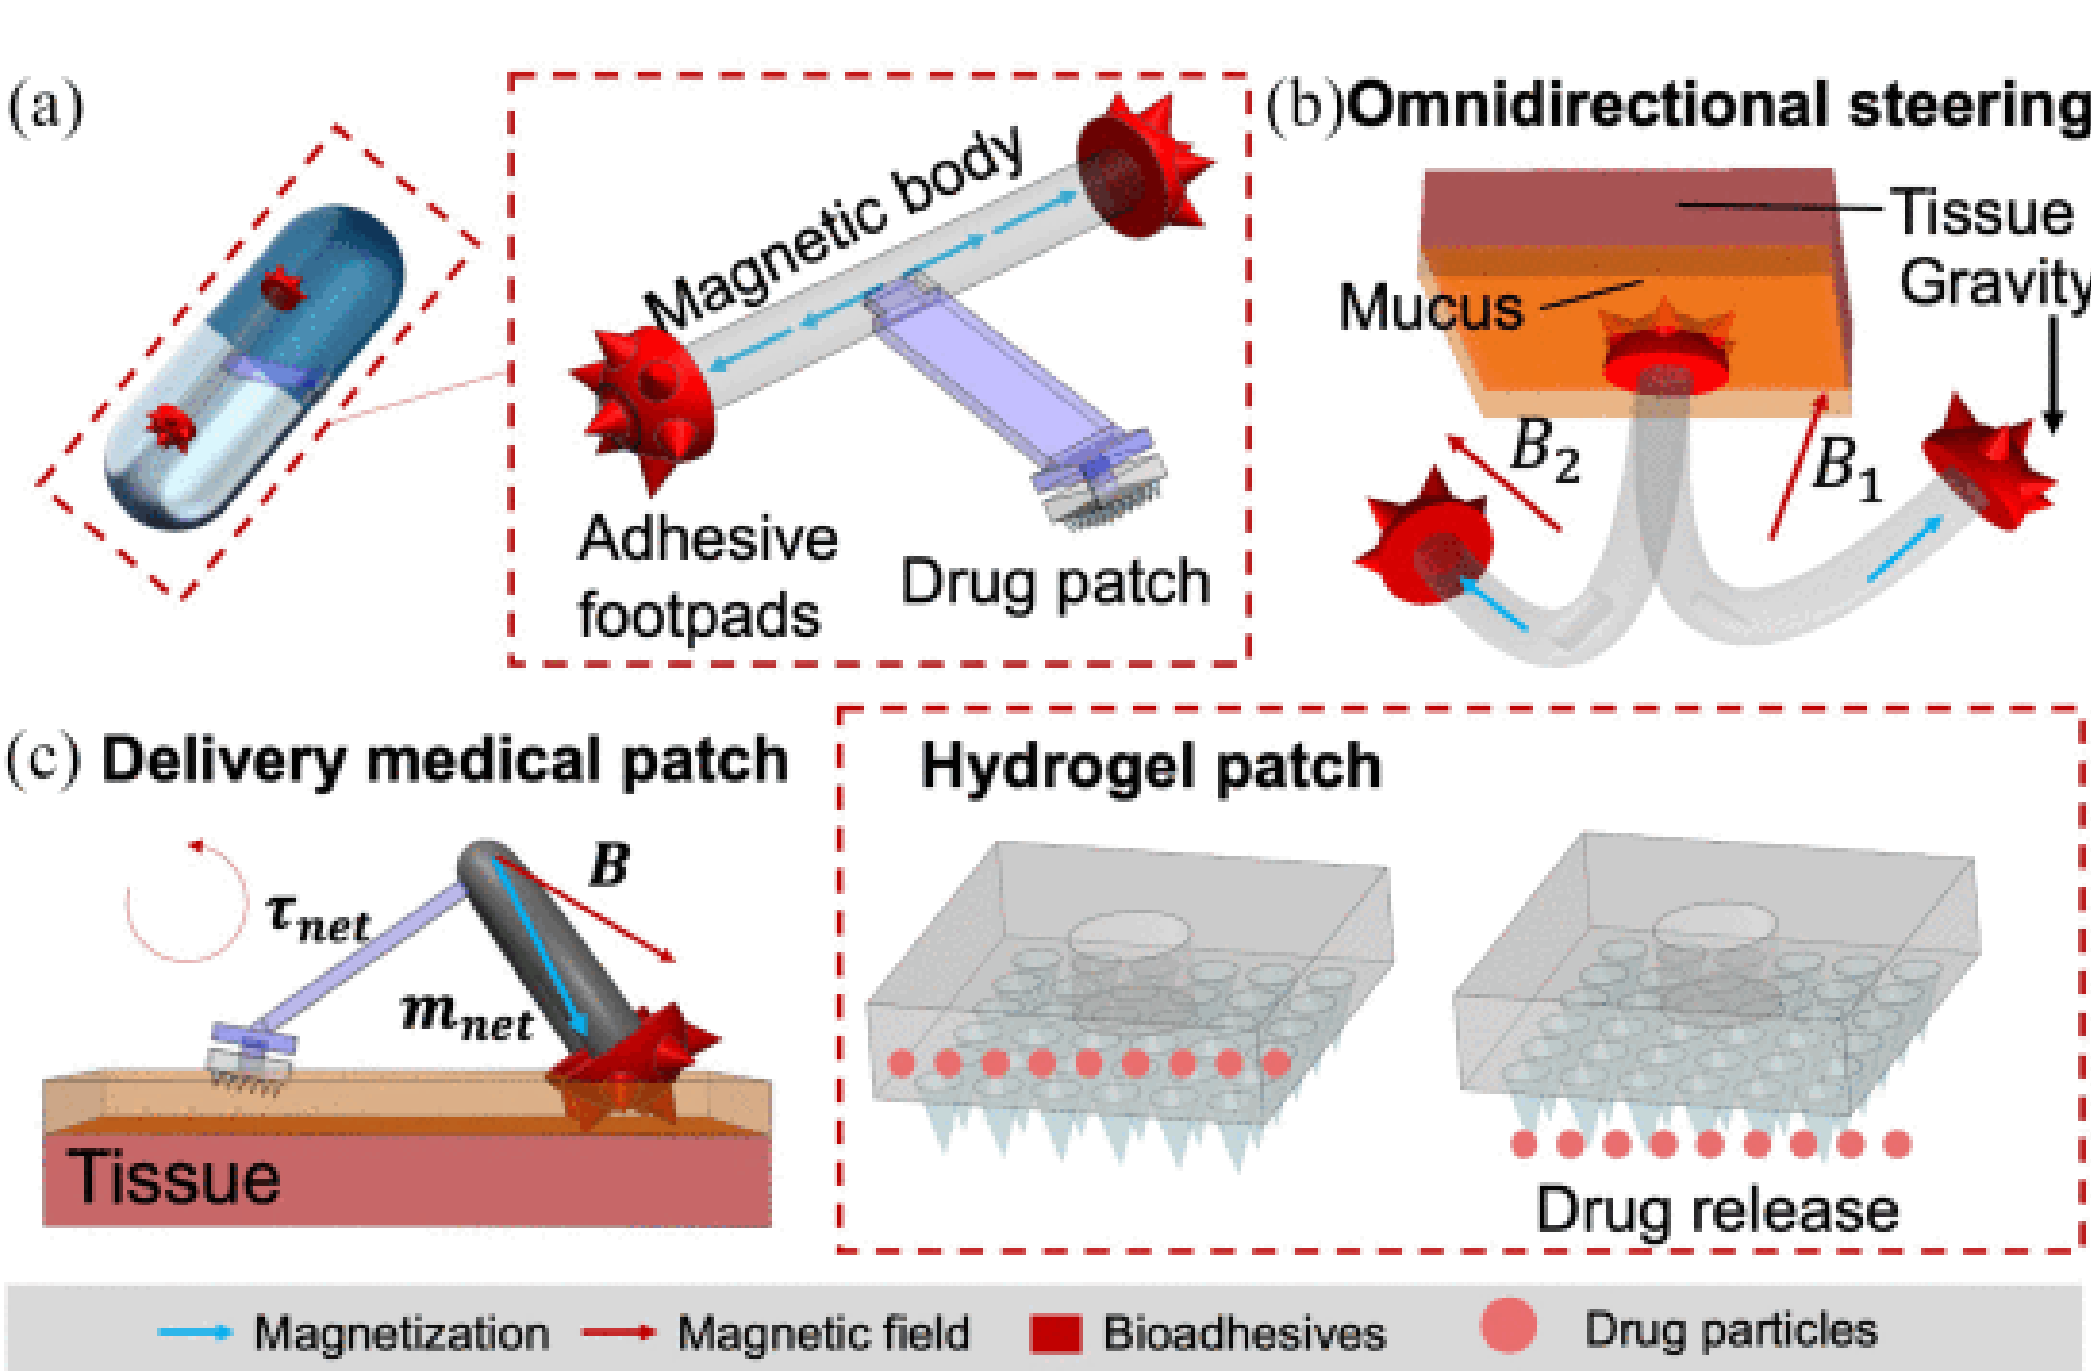 (a)
Magnetic body
Adhesive
footpads
Drug patch
(b) Omnidirectional steering
Tissue
Gravity
Mucus
B2
B1
(c) Delivery medical patch
τnet
B
mnet
Tissue
Hydrogel patch
Drug release
Magnetization
Magnetic field
Bioadhesives
Drug particles